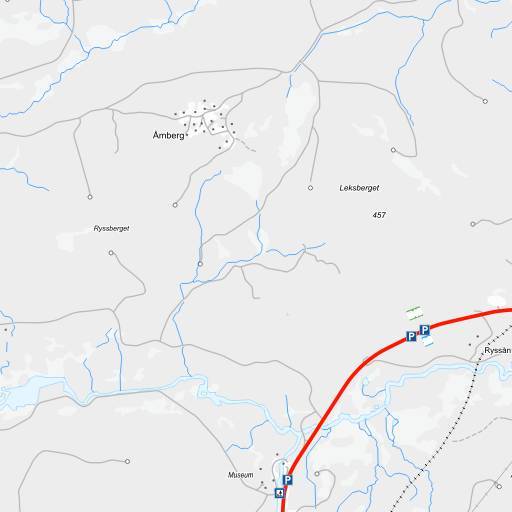 Åmberg
Leksberget
457
Ryssberget
P
P
Ryssån
Museum
P